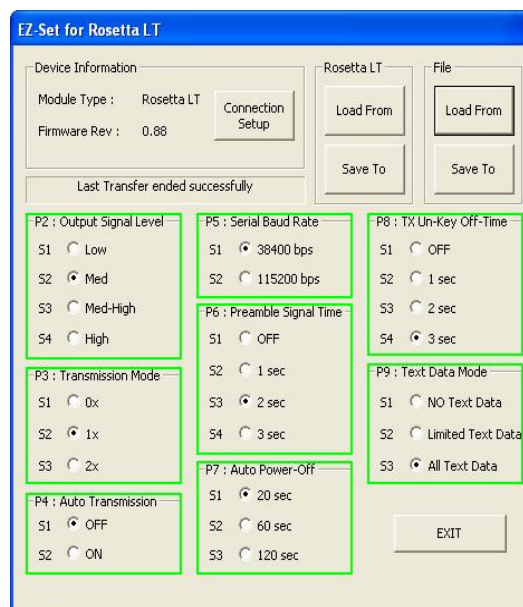 EZ-Set for Rosetta LT
Device Information
Module Type : Rosetta LT
Firmware Rev : 0.88
Connection Setup
Last Transfer ended successfully
Rosetta LT
Load From
Save To
File
Load From
Save To
P2 : Output Signal Level
S1 Low
S2 Med
S3 Med-High
S4 High
P3 : Transmission Mode
S1 0x
S2 1x
S3 2x
P4 : Auto Transmission
S1 OFF
S2 ON
P5 : Serial Baud Rate
S1 38400 bps
S2 115200 bps
P6 : Preamble Signal Time
S1 OFF
S2 1 sec
S3 2 sec
S4 3 sec
P7 : Auto Power-Off
S1 20 sec
S2 60 sec
S3 120 sec
P8 : TX Un-Key Off-Time
S1 OFF
S2 1 sec
S3 2 sec
S4 3 sec
P9 : Text Data Mode
S1 NO Text Data
S2 Limited Text Data
S3 All Text Data
EXIT